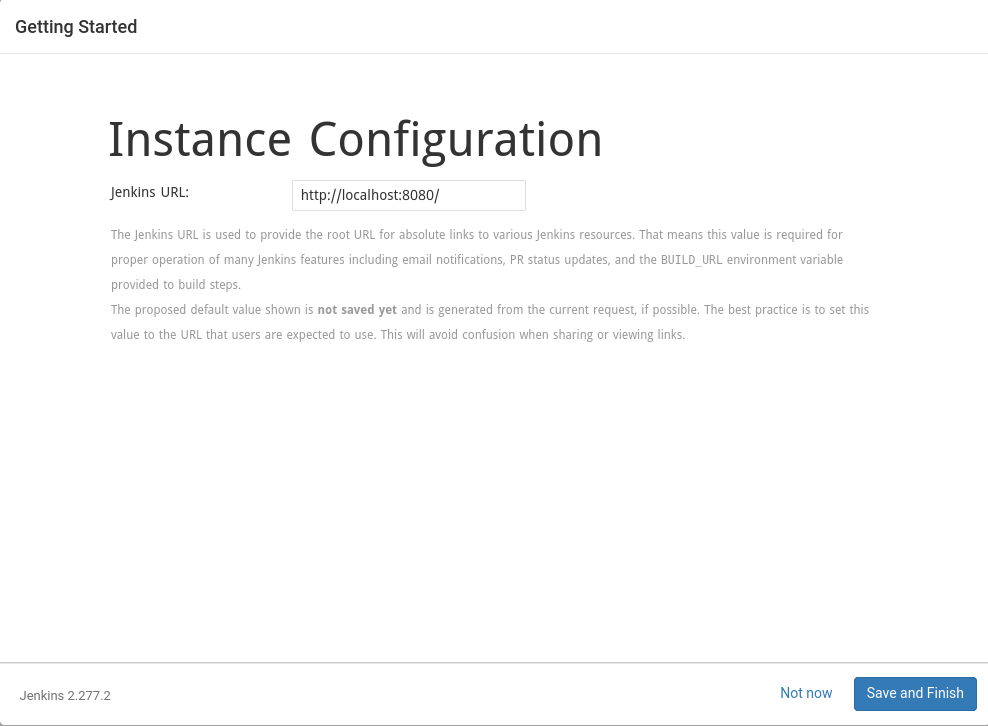 Getting Started
Instance Configuration
Jenkins URL:
http://localhost:8080/
The Jenkins URL is used to provide the root URL for absolute links to various Jenkins resources. That means this value is required for
proper operation of many Jenkins features including email notifications, PR status updates, and the BUILD_URL environment variable
provided to build steps.
The proposed default value shown is not saved yet and is generated from the current request, if possible. The best practice is to set this
value to the URL that users are expected to use. This will avoid confusion when sharing or viewing links.
Jenkins 2.277.2
Not now
Save and Finish